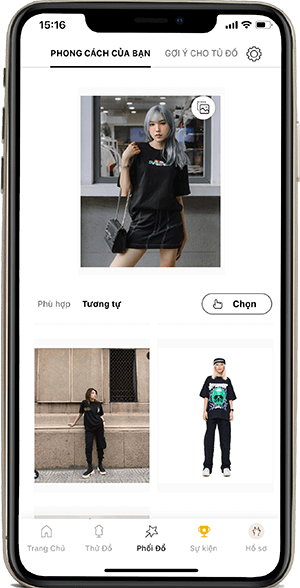 15:16
PHONG CÁCH CỦA BẠN
GỢI Ý CHO TỦ ĐỒ
Phù hợp
Tương tự
Chọn
Trang Chủ
Thử Đồ
Phối Đồ
Sự kiện
Hồ sơ